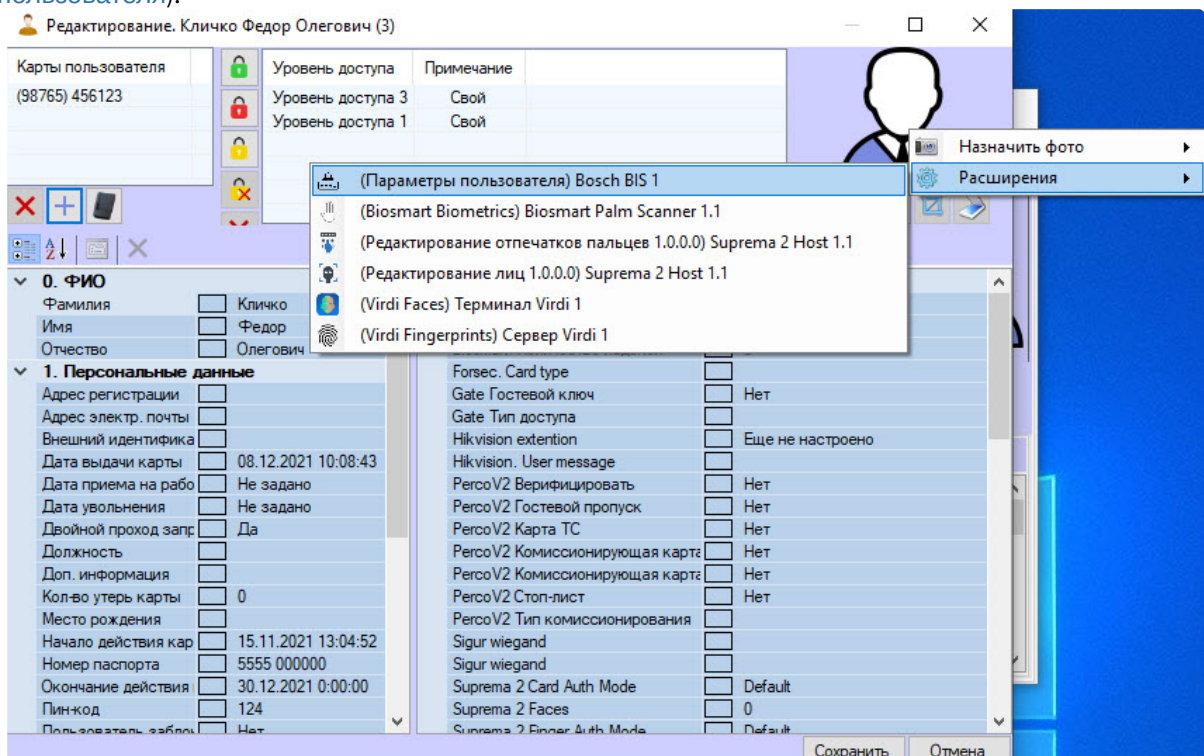 Редактирование. Кличко Федор Олегович (3)
Карты пользователя
(98765) 456123
Уровень доступа Примечание
Уровень доступа 3 Свой
Уровень доступа 1 Свой
Назначить фото
Расширения
(Параметры пользователя) Bosch BIS 1
(Biosmart Biometrics) Biosmart Palm Scanner 1.1
(Редактирование отпечатков пальцев 1.0.0.0) Suprema 2 Host 1.1
(Редактирование лиц 1.0.0.0) Suprema 2 Host 1.1
(Virdi Faces) Терминал Virdi 1
(Virdi Fingerprints) Сервер Virdi 1
0. ФИО
Фамилия Кличко
Имя Федор
Отчество Олегович
1. Персональные данные
Адрес регистрации
Адрес электр. почты
Внешний идентифика
Дата выдачи карты 08.12.2021 10:08:43
Дата приема на рабо Не задано
Дата увольнения Не задано
Двойной проход запр Да
Должность
Доп. информация
Кол-во утерь карты 0
Место рождения
Начало действия кар 15.11.2021 13:04:52
Номер паспорта 5555 000000
Окончание действия 30.12.2021 0:00:00
Пин-код 124
Нет
Forsec. Card type
Gate Гостевой ключ Нет
Gate Тип доступа
Hikvision extention Еще не настроено
Hikvision. User message
PercoV2 Верифицировать Нет
PercoV2 Гостевой пропуск Нет
PercoV2 Карта ТС Нет
PercoV2 Комиссионирующая карта Нет
PercoV2 Комиссионирующая карта Нет
PercoV2 Стоп-лист Нет
PercoV2 Тип комиссионирования
Sigur wiegand
Sigur wiegand
Suprema 2 Card Auth Mode Default
Suprema 2 Faces 0
Suprema 2 Finger Auth Mode Default
Сохранить Отмена